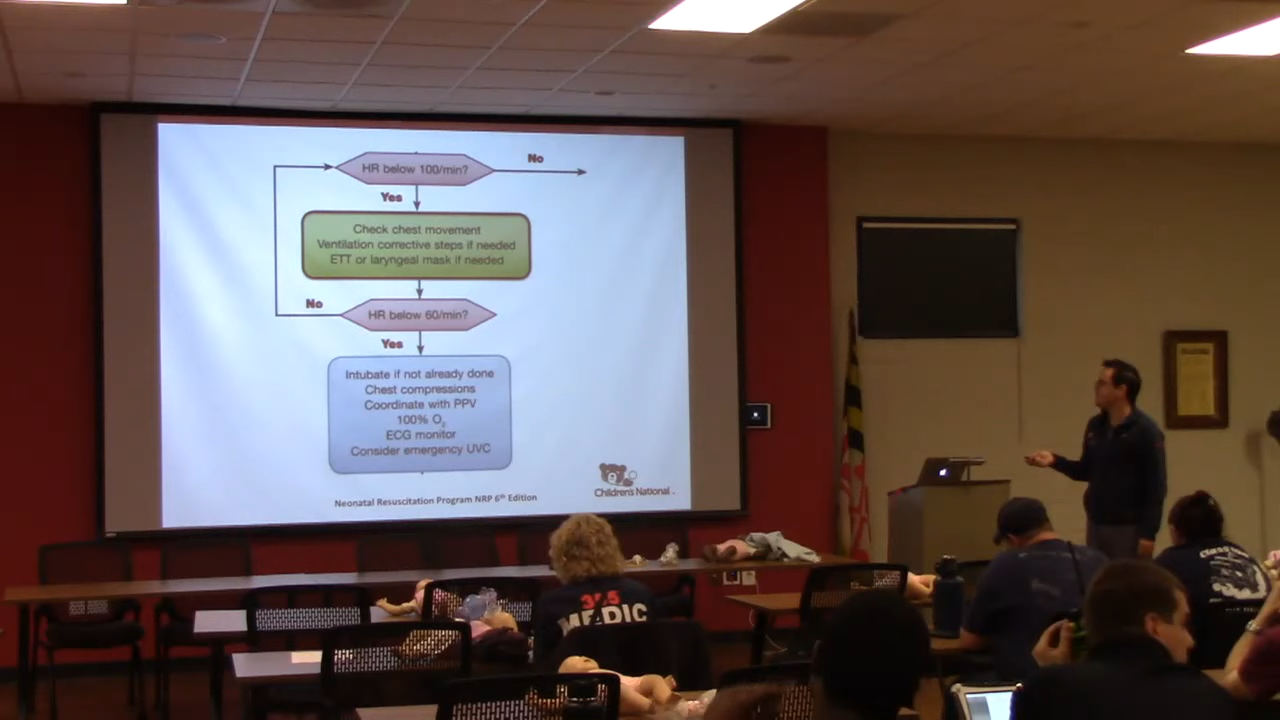 HR below 100/min?
No
Yes
Check chest movement
Ventilation corrective steps if needed
ETT or laryngeal mask if needed
No
HR below 60/min?
Yes
Intubate if not already done
Chest compressions
Coordinate with PPV
100% O₂
ECG monitor
Consider emergency UVC
Neonatal Resuscitation Program NRP 6th Edition
Children's National
MEDIC